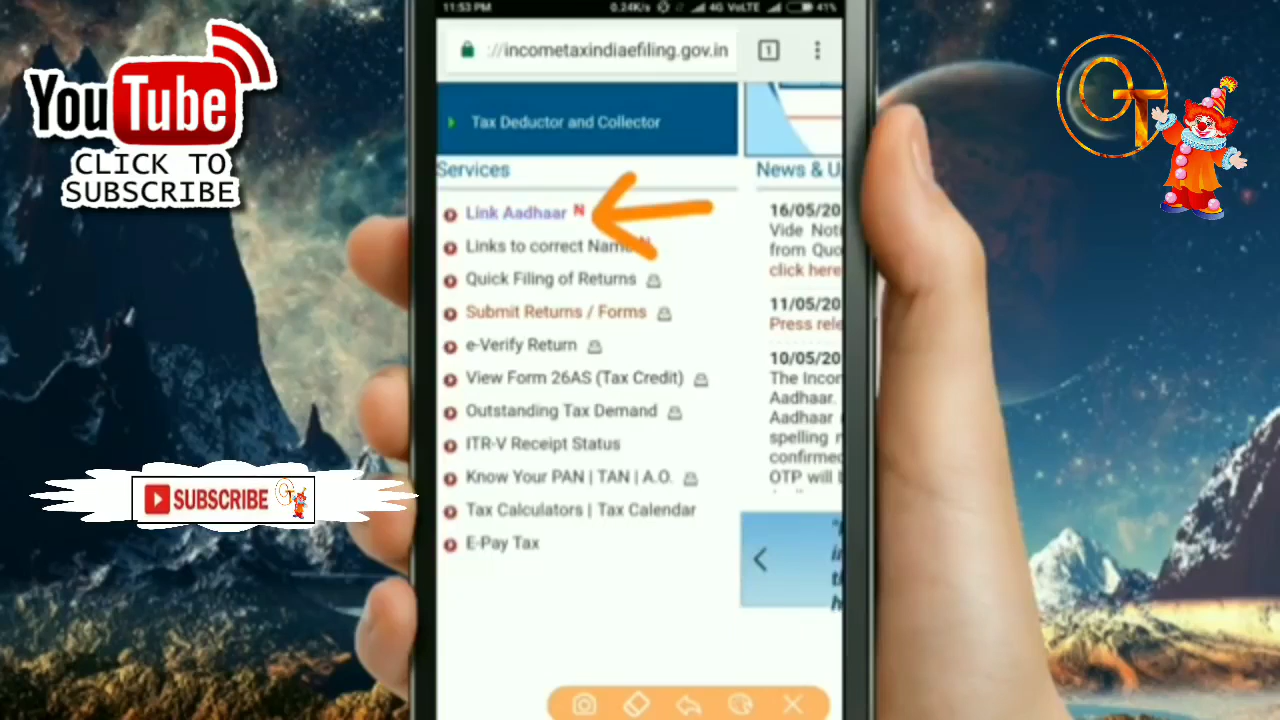 11:53 PM 0.24K/s 4G VoLTE 41%
://incometaxindiaefiling.gov.in 1
Tax Deductor and Collector
Services
Link Aadhaar N
Links to correct Nam
Quick Filing of Returns
Submit Returns / Forms
e-Verify Return
View Form 26AS (Tax Credit)
Outstanding Tax Demand
ITR-V Receipt Status
Know Your PAN | TAN | A.O.
Tax Calculators | Tax Calendar
E-Pay Tax
News & U
16/05/20
Vide Noti
from Quo
click here
11/05/20
Press rele
10/05/20
The Incor
Aadhaar.
Aadhaar
spelling
confirmed
OTP will
YouTube
CLICK TO
SUBSCRIBE
SUBSCRIBE
OT